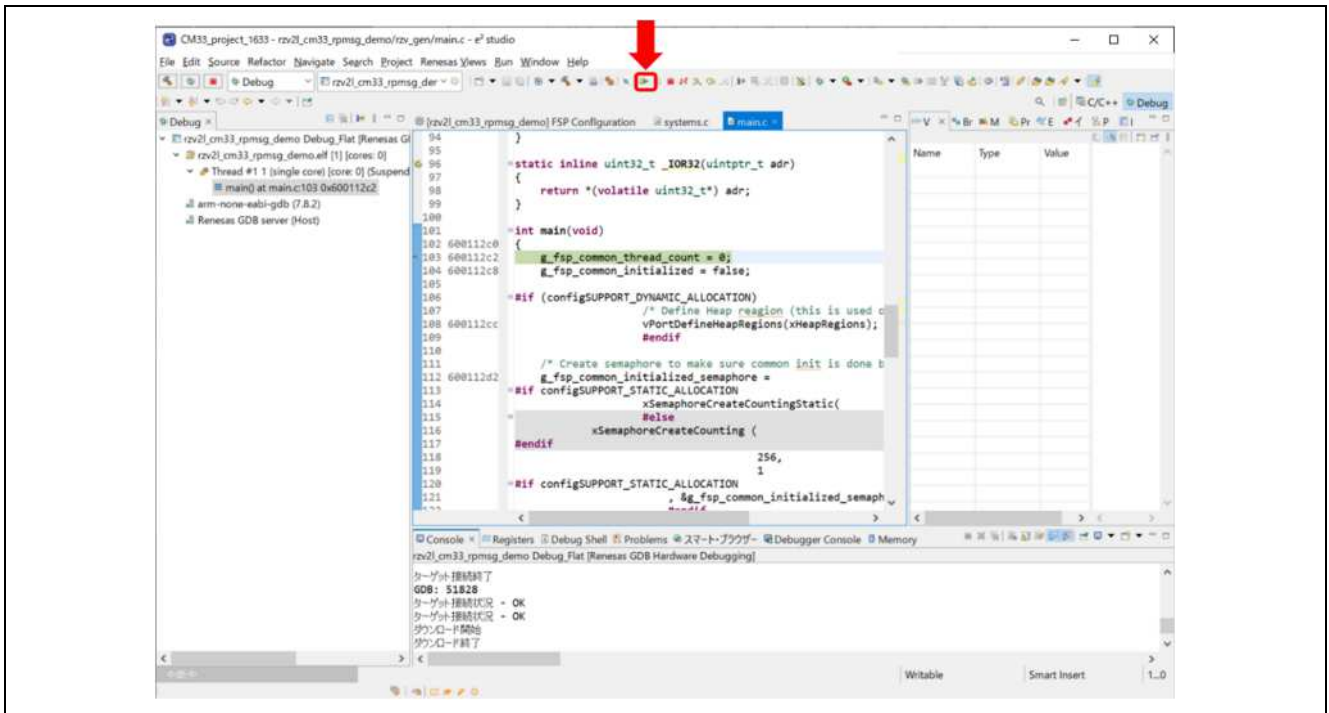 CM33_project_1633 - rzv2l_cm33_rpmsg_demo/rzv_gen/main.c - e² studio
File Edit Source Refactor Navigate Search Project Renesas Views Run Window Help
Debug rzv2l_cm33_rpmsg_der
C/C++ Debug
Debug
[rzv2l_cm33_rpmsg_demo] FSP Configuration systems.c main.c
V Br M Pr E P
rzv2l_cm33_rpmsg_demo Debug_Flat [Renesas GI
rzv2l_cm33_rpmsg_demo.elf [1] [cores: 0]
Thread #1 1 (single core) [core: 0] (Suspend
main() at main.c:103 0x600112c2
arm-none-eabi-gdb (7.8.2)
Renesas GDB server (Host)
94 }
95
96 static inline uint32_t _IOR32(uintptr_t adr)
97 {
98 return *(volatile uint32_t*) adr;
99 }
100
101 int main(void)
102 600112c0 {
103 600112c2 g_fsp_common_thread_count = 0;
104 600112c8 g_fsp_common_initialized = false;
105
106 #if (configSUPPORT_DYNAMIC_ALLOCATION)
107 /* Define Heap reagion (this is used
108 600112cc vPortDefineHeapRegions(xHeapRegions);
109 #endif
110
111 /* Create semaphore to make sure common init is done b
112 600112d2 g_fsp_common_initialized_semaphore =
113 #if configSUPPORT_STATIC_ALLOCATION
114 xSemaphoreCreateCountingStatic(
115 #else
116 xSemaphoreCreateCounting (
117 #endif
118 256,
119 1
120 #if configSUPPORT_STATIC_ALLOCATION
121 , &g_fsp_common_initialized_semaph
Name Type Value
Console Registers Debug Shell Problems スマート・ブラウザー Debugger Console Memory
rzv2l_cm33_rpmsg_demo Debug_Flat [Renesas GDB Hardware Debugging]
ターゲット接続終了
GDB: 51828
ターゲット接続状況 - OK
ターゲット接続状況 - OK
ダウンロード開始
ダウンロード終了
Writable Smart Insert 1...0